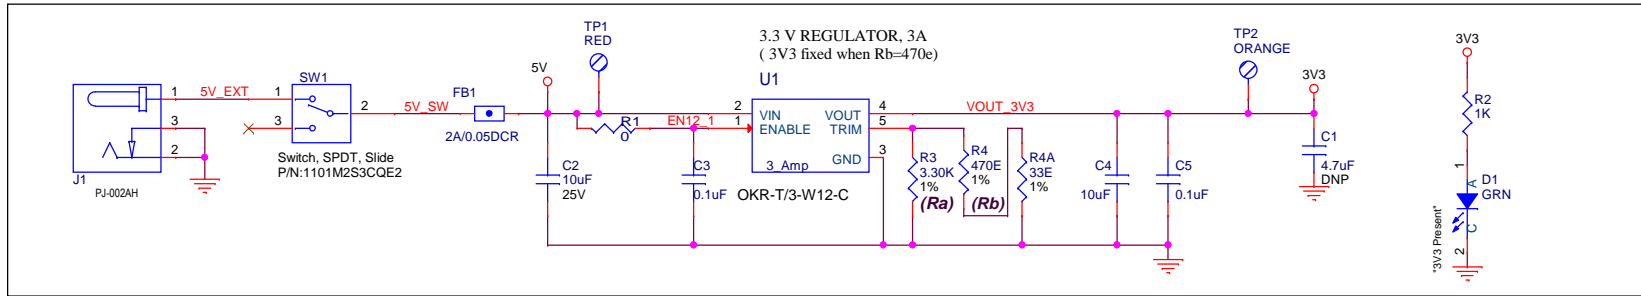 TP1
RED
3.3 V REGULATOR, 3A
( 3V3 fixed when Rb=470e)
TP2
ORANGE
3V3
5V
U1
3V3
SW1
FB1
1
5V_EXT
1
2
5V_SW
2
VIN
VOUT
4
VOUT_3V3
R2
1K
3
3
2A/0.05DCR
R1
0
EN12_1
1
ENABLE
TRIM
5
C1
4.7uF
DNP
2
Switch, SPDT, Slide
P/N:1101M2S3CQE2
C2
10uF
25V
C3
0.1uF
3_Amp
GND
3
R3
3.30K
1%
(Ra)
R4
470E
1%
(Rb)
R4A
33E
1%
C4
10uF
C5
0.1uF
J1
PJ-002AH
OKR-T/3-W12-C
1
A
D1
GRN
C
2
"3V3 Present"